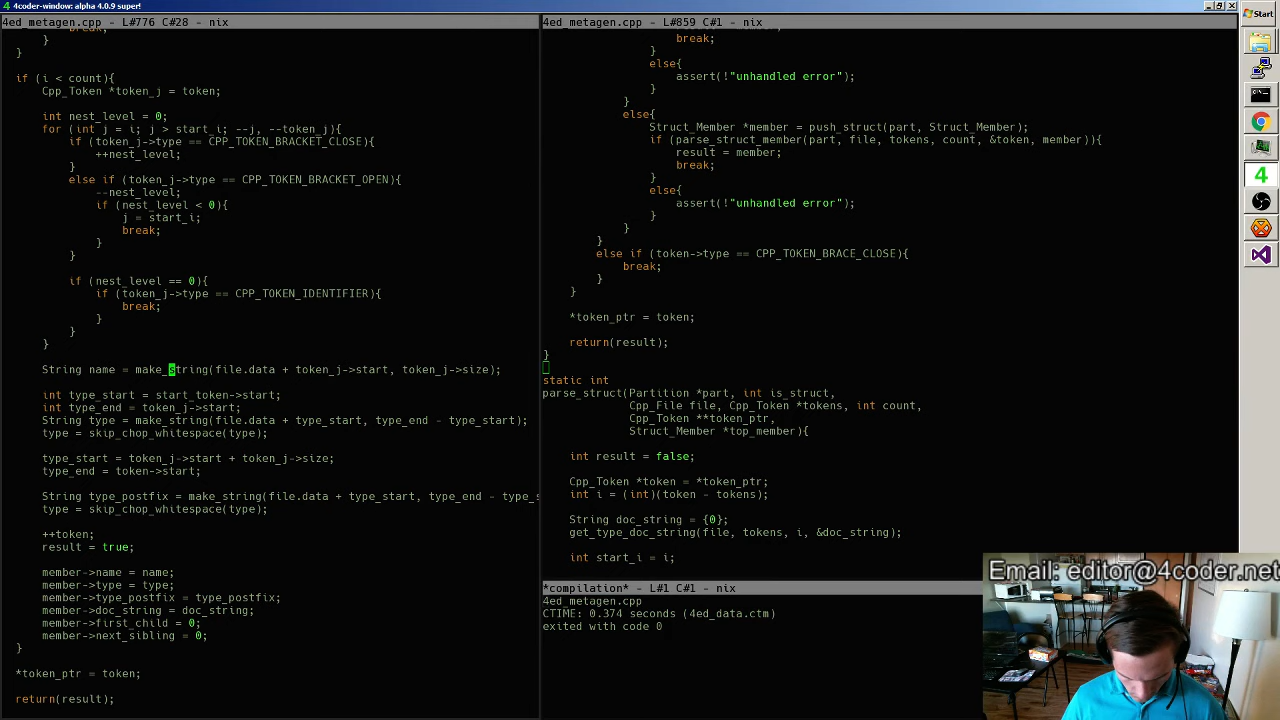 4coder-window: alpha 4.0.9 super!
4ed_metagen.cpp - L#776 C#28 - nix
break;
}
}
if (i < count){
Cpp_Token *token_j = token;
int nest_level = 0;
for (int j = i; j > start_i; --j, --token_j){
if (token_j->type == CPP_TOKEN_BRACKET_CLOSE){
++nest_level;
}
else if (token_j->type == CPP_TOKEN_BRACKET_OPEN){
--nest_level;
if (nest_level < 0){
j = start_i;
break;
}
}
if (nest_level == 0){
if (token_j->type == CPP_TOKEN_IDENTIFIER){
break;
}
}
}
String name = make_string(file.data + token_j->start, token_j->size);
int type_start = start_token->start;
int type_end = token_j->start;
String type = make_string(file.data + type_start, type_end - type_start);
type = skip_chop_whitespace(type);
type_start = token_j->start + token_j->size;
type_end = token->start;
String type_postfix = make_string(file.data + type_start, type_end - type_s
type = skip_chop_whitespace(type);
++token;
result = true;
member->name = name;
member->type = type;
member->type_postfix = type_postfix;
member->doc_string = doc_string;
member->first_child = 0;
member->next_sibling = 0;
}
*token_ptr = token;
return(result);
4ed_metagen.cpp - L#859 C#1 - nix
break;
}
else{
assert(!"unhandled error");
}
}
else{
Struct_Member *member = push_struct(part, Struct_Member);
if (parse_struct_member(part, file, tokens, count, &token, member)){
result = member;
break;
}
else{
assert(!"unhandled error");
}
}
}
else if (token->type == CPP_TOKEN_BRACE_CLOSE){
break;
}
}
*token_ptr = token;
return(result);
}
static int
parse_struct(Partition *part, int is_struct,
Cpp_File file, Cpp_Token *tokens, int count,
Cpp_Token **token_ptr,
Struct_Member *top_member){
int result = false;
Cpp_Token *token = *token_ptr;
int i = (int)(token - tokens);
String doc_string = {0};
get_type_doc_string(file, tokens, i, &doc_string);
int start_i = i;
*compilation* - L#1 C#1 - nix
4ed_metagen.cpp
CTIME: 0.374 seconds (4ed_data.ctm)
exited with code 0
Start
4
Email: editor@4coder.net